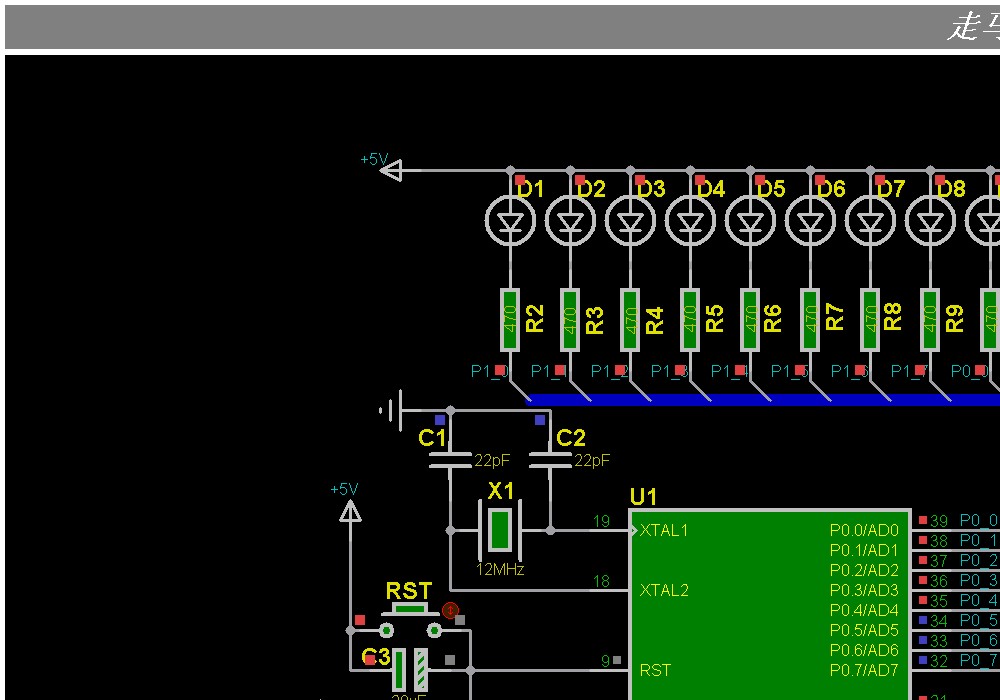 走马
+5V
D1 D2 D3 D4 D5 D6 D7 D8
470 470 470 470 470 470 470 470 470
R2 R3 R4 R5 R6 R7 R8 R9
P1_0 P1_1 P1_2 P1_3 P1_4 P1_5 P1_6 P1_7 P0_0
C1 C2
22pF 22pF
+5V X1 U1
19 XTAL1 P0.0/AD0 39 P0_0
P0.1/AD1 38 P0_1
12MHz P0.2/AD2 37 P0_2
RST 18 XTAL2 P0.3/AD3 36 P0_3
P0.4/AD4 35 P0_4
P0.5/AD5 34 P0_5
C3 P0.6/AD6 33 P0_6
9 RST P0.7/AD7 32 P0_7